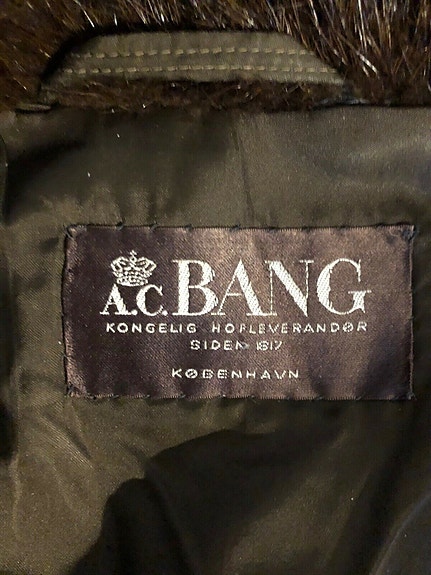 A.C. BANG
KONGELIG HOFLEVERANDØR
SIDEN 1817
KØBENHAVN